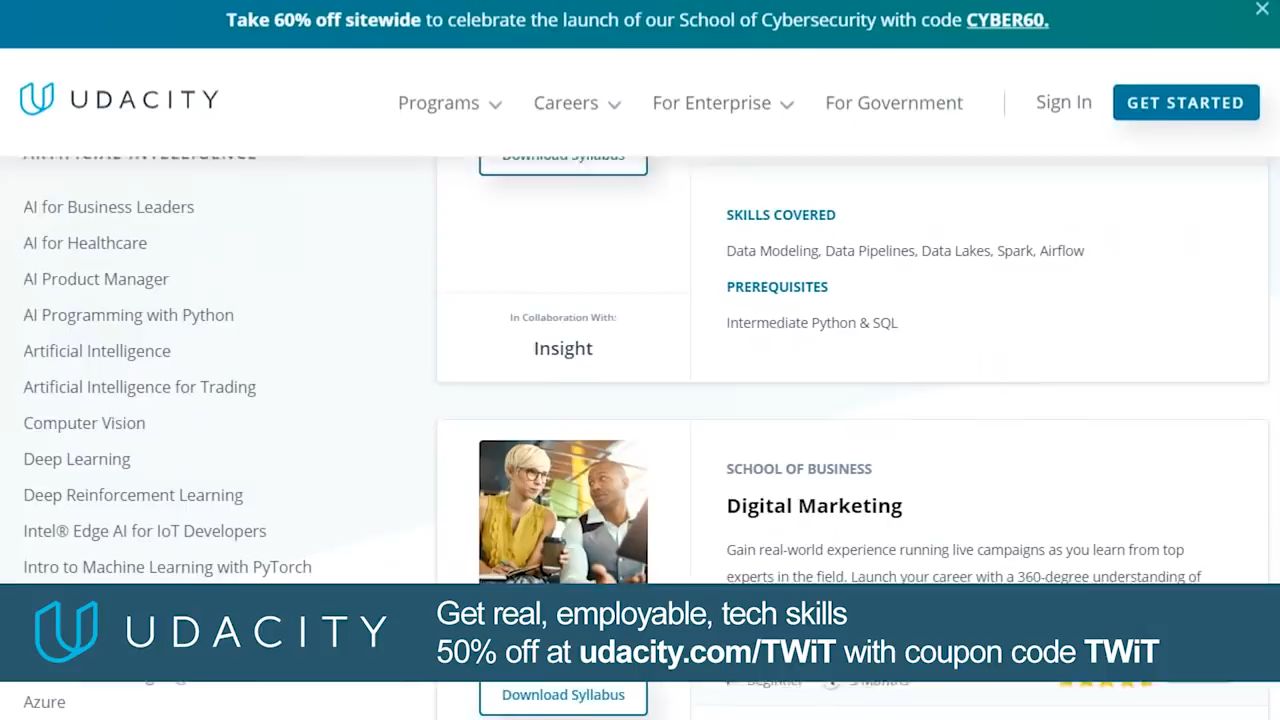 Take 60% off sitewide to celebrate the launch of our School of Cybersecurity with code CYBER60.
UDACITY
Programs
Careers
For Enterprise
For Government
Sign In
GET STARTED
ARTIFICIAL INTELLIGENCE
AI for Business Leaders
AI for Healthcare
AI Product Manager
AI Programming with Python
Artificial Intelligence
Artificial Intelligence for Trading
Computer Vision
Deep Learning
Deep Reinforcement Learning
Intel® Edge AI for IoT Developers
Intro to Machine Learning with PyTorch
Azure
Download Syllabus
In Collaboration With:
Insight
SKILLS COVERED
Data Modeling, Data Pipelines, Data Lakes, Spark, Airflow
PREREQUISITES
Intermediate Python & SQL
SCHOOL OF BUSINESS
Digital Marketing
Gain real-world experience running live campaigns as you learn from top
experts in the field. Launch your career with a 360-degree understanding of
Download Syllabus
UDACITY
Get real, employable, tech skills
50% off at udacity.com/TWiT with coupon code TWiT